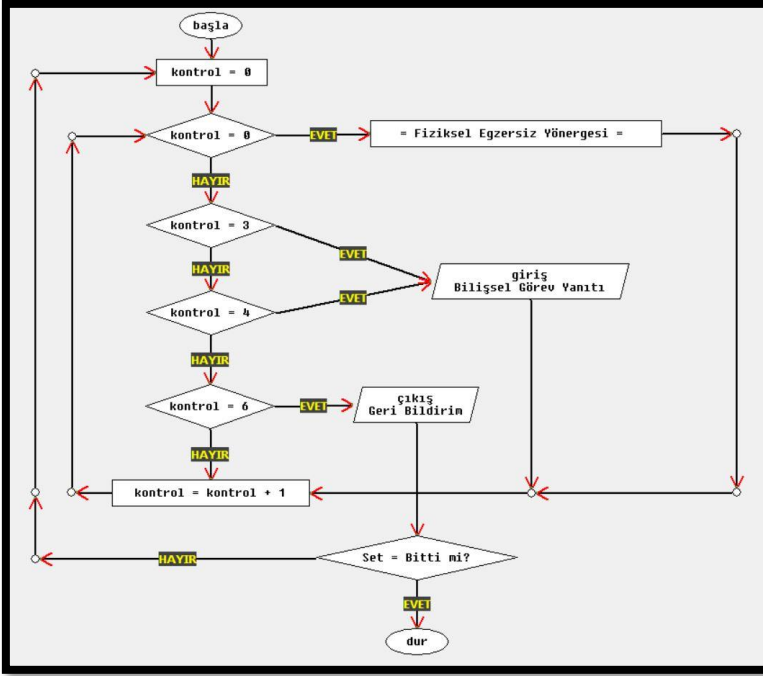 başla
kontrol = 0
kontrol = 0
EVET
= Fiziksel Egzersiz Yönergesi =
HAYIR
kontrol = 3
EVET
HAYIR
giriş
Bilişsel Görev Yanıtı
EVET
kontrol = 4
HAYIR
kontrol = 6
EVET
çıkış
Geri Bildirim
HAYIR
kontrol = kontrol + 1
HAYIR
Set = Bitti mi?
EVET
dur